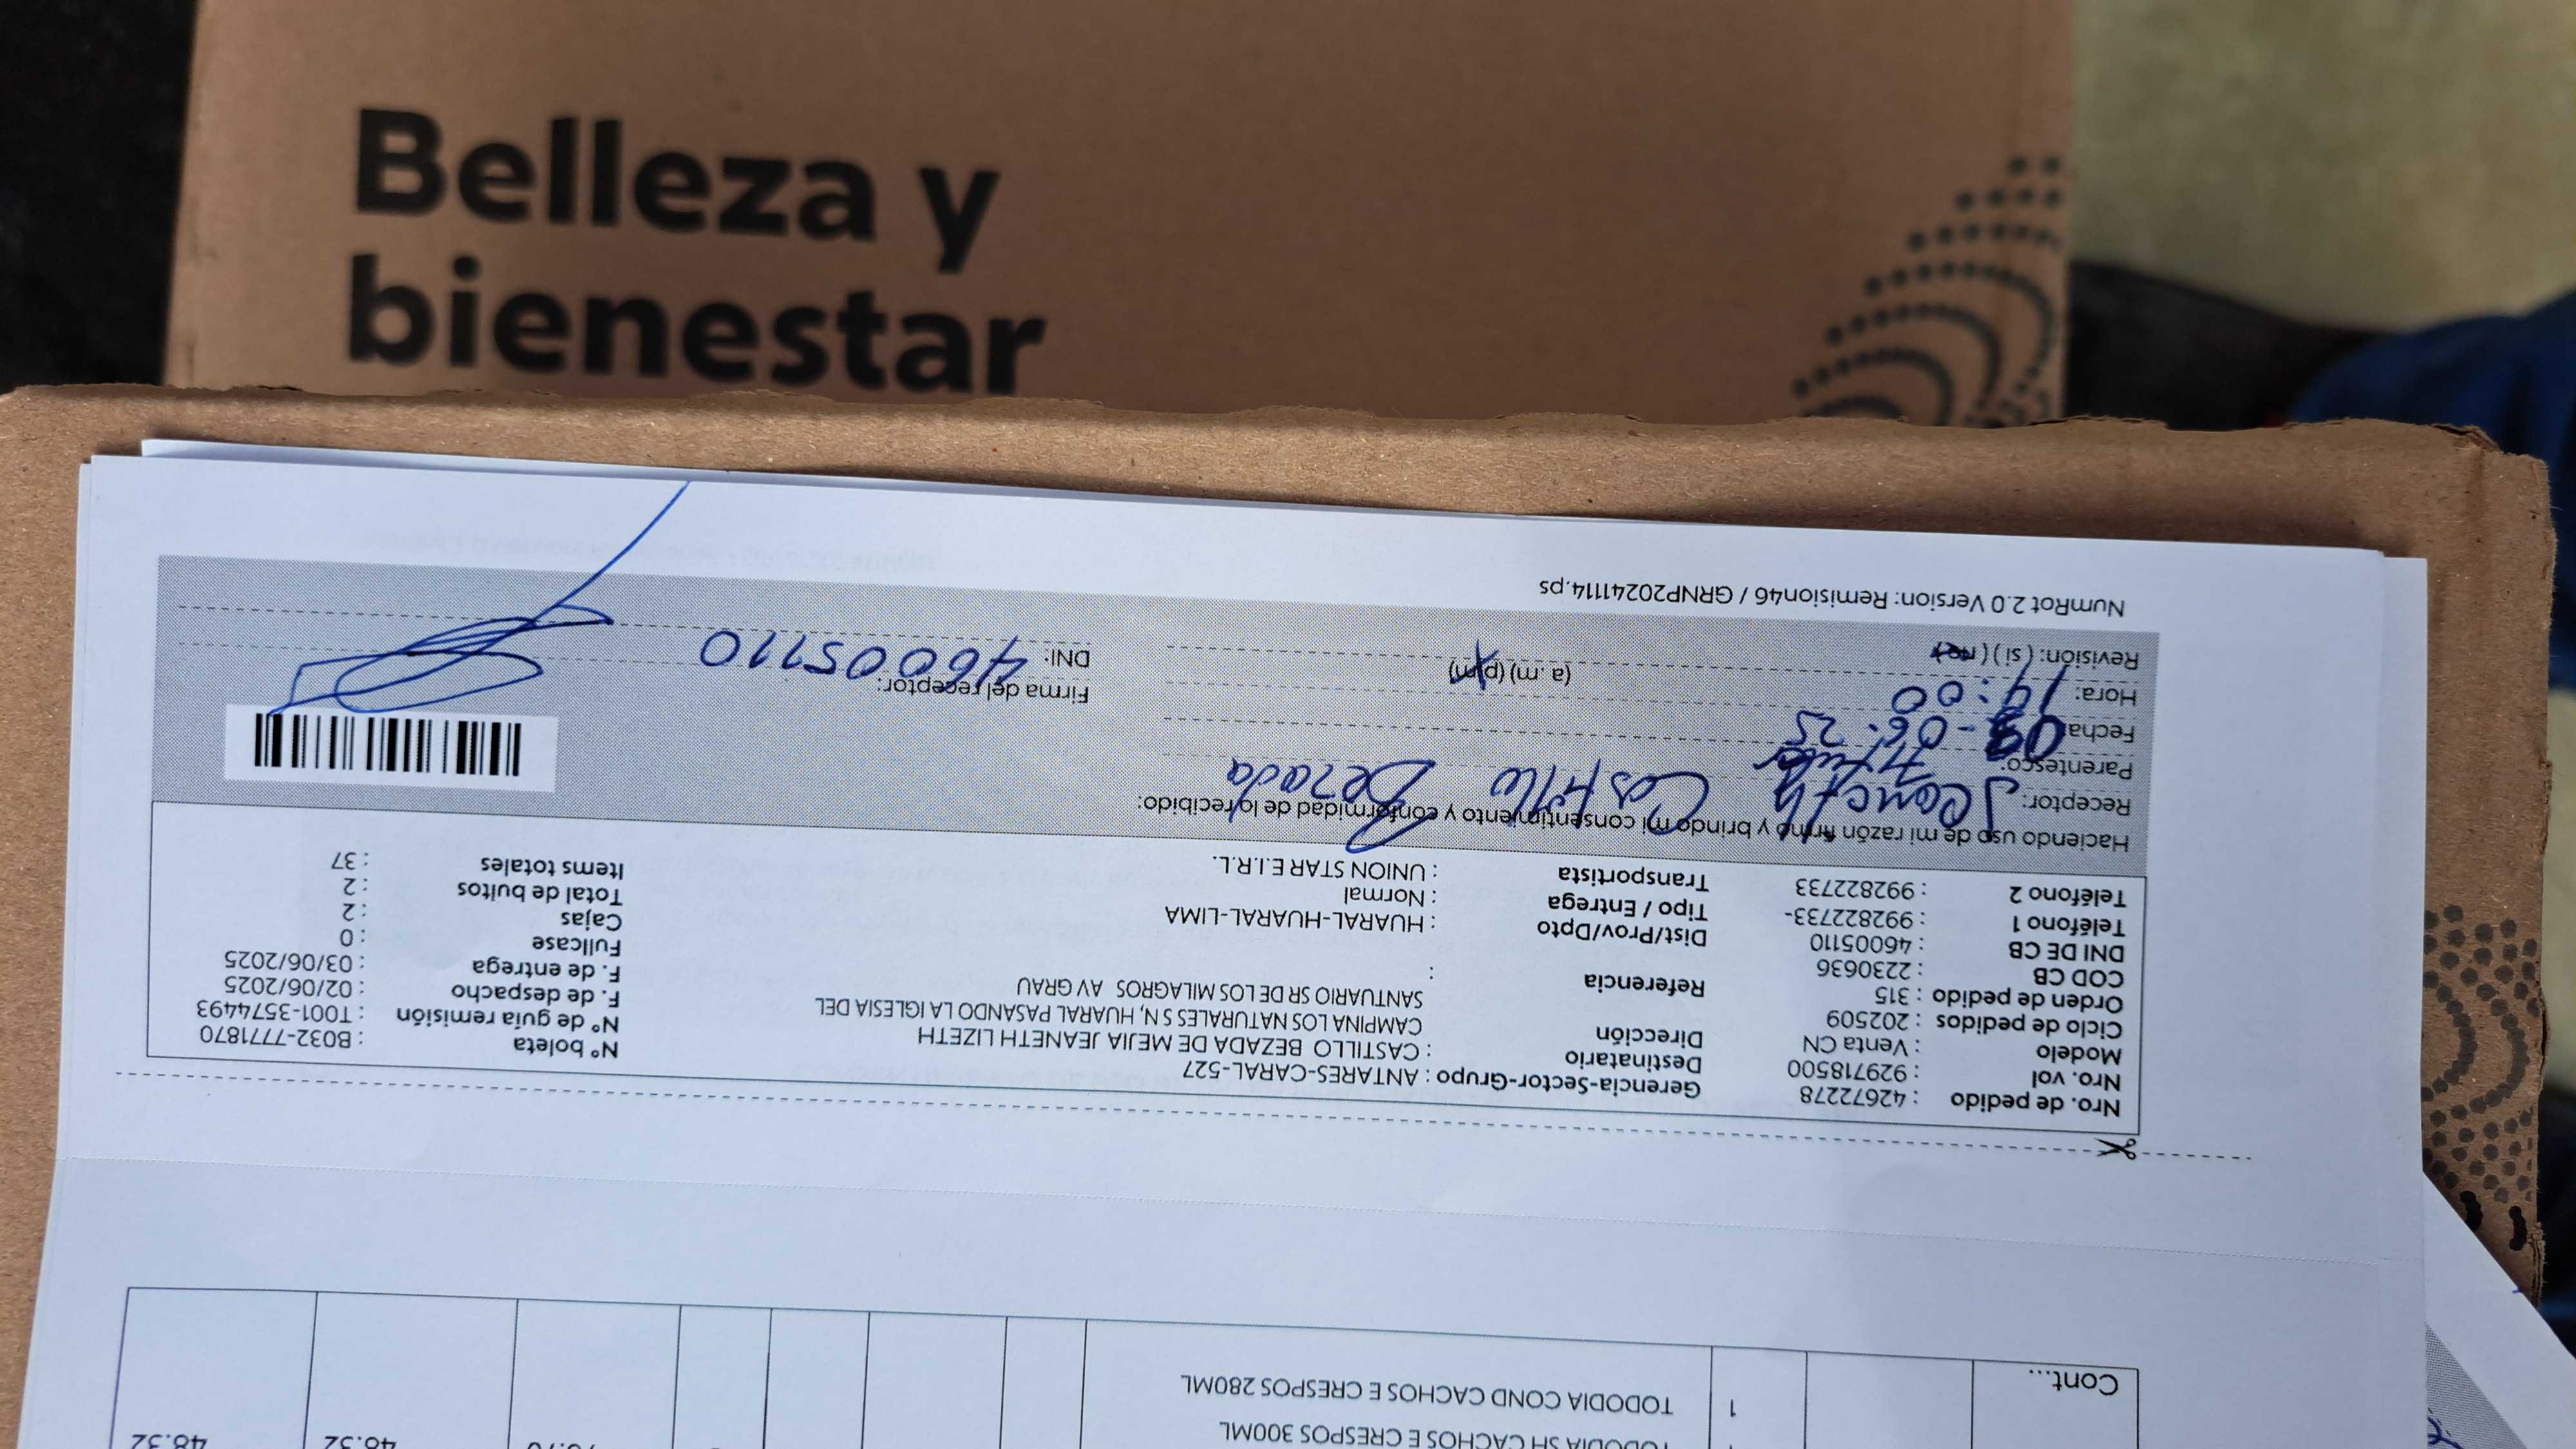 Belleza y
bienestar
Cont...
1 TODODIA COND CACHOS E CRESPOS 280ML
SH CACHOS E CRESPOS 300ML
48.32
Nro. de pedido : 42672278
Nro. vol : 929718500
Modelo : Venta CN
Ciclo de pedidos : 202509
Orden de pedido : 315
COD CB : 2230636
DNI DE CB : 46005110
Teléfono 1 : 992822733-
Teléfono 2 : 992822733
Gerencia-Sector-Grupo : ANTARES-CARAL-527
Destinatario : CASTILLO BEZADA DE MEJIA JEANETH LIZETH
Dirección : CAMPINA LOS NATURALES S N, HUARAL PASANDO LA IGLESIA DEL
SANTUARIO SR DE LOS MILAGROS AV GRAU
Referencia :
Dist/Prov/Dpto : HUARAL-HUARAL-LIMA
Tipo / Entrega : Normal
Transportista : UNION STAR E.I.R.L.
N° boleta : B032-7771870
N° de guía remisión : T001-3574493
F. de despacho : 02/06/2025
F. de entrega : 03/06/2025
Fullcase : 0
Cajas : 2
Total de bultos : 2
Items totales : 37
Haciendo uso de mi razón firmo y brindo mi consentimiento y conformidad de lo recibido:
Receptor: Jeaneth Castillo Bezada
Parentesco: Titular
Fecha: 03-06-25
Hora: 14:00 (a.m) (p.m)
Revisión: (si) (no)
Firma del receptor:
DNI: 46005110
NumRot 2.0 Version: Remision46 / GRNP20241114.ps